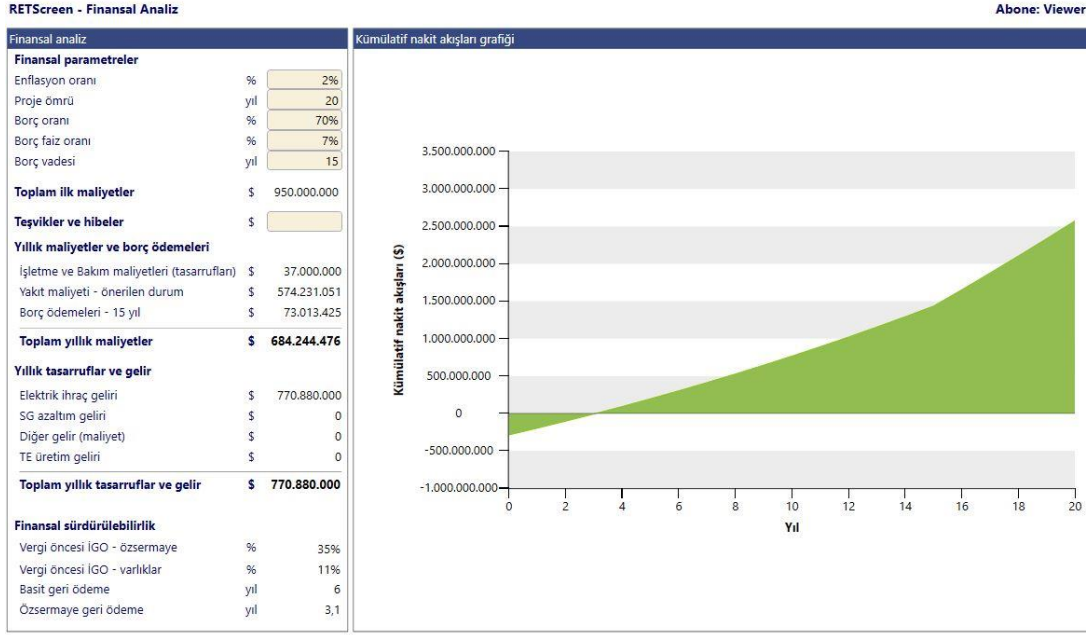 RETScreen - Finansal Analiz
Abone: Viewer
Finansal analiz
Finansal parametreler
Enflasyon oranı % 2%
Proje ömrü yıl 20
Borç oranı % 70%
Borç faiz oranı % 7%
Borç vadesi yıl 15
Toplam ilk maliyetler $ 950.000.000
Teşvikler ve hibeler $
Yıllık maliyetler ve borç ödemeleri
İşletme ve Bakım maliyetleri (tasarrufları) $ 37.000.000
Yakıt maliyeti - önerilen durum $ 574.231.051
Borç ödemeleri - 15 yıl $ 73.013.425
Toplam yıllık maliyetler $ 684.244.476
Yıllık tasarruflar ve gelir
Elektrik ihraç geliri $ 770.880.000
SG azaltım geliri $ 0
Diğer gelir (maliyet) $ 0
TE üretim geliri $ 0
Toplam yıllık tasarruflar ve gelir $ 770.880.000
Finansal sürdürülebilirlik
Vergi öncesi İGO - özsermaye % 35%
Vergi öncesi İGO - varlıklar % 11%
Basit geri ödeme yıl 6
Özsermaye geri ödeme yıl 3,1
Kümülatif nakit akışları grafiği
Kümülatif nakit akışları ($)
3.500.000.000
3.000.000.000
2.500.000.000
2.000.000.000
1.500.000.000
1.000.000.000
500.000.000
0
-500.000.000
-1.000.000.000
0 2 4 6 8 10 12 14 16 18 20
Yıl